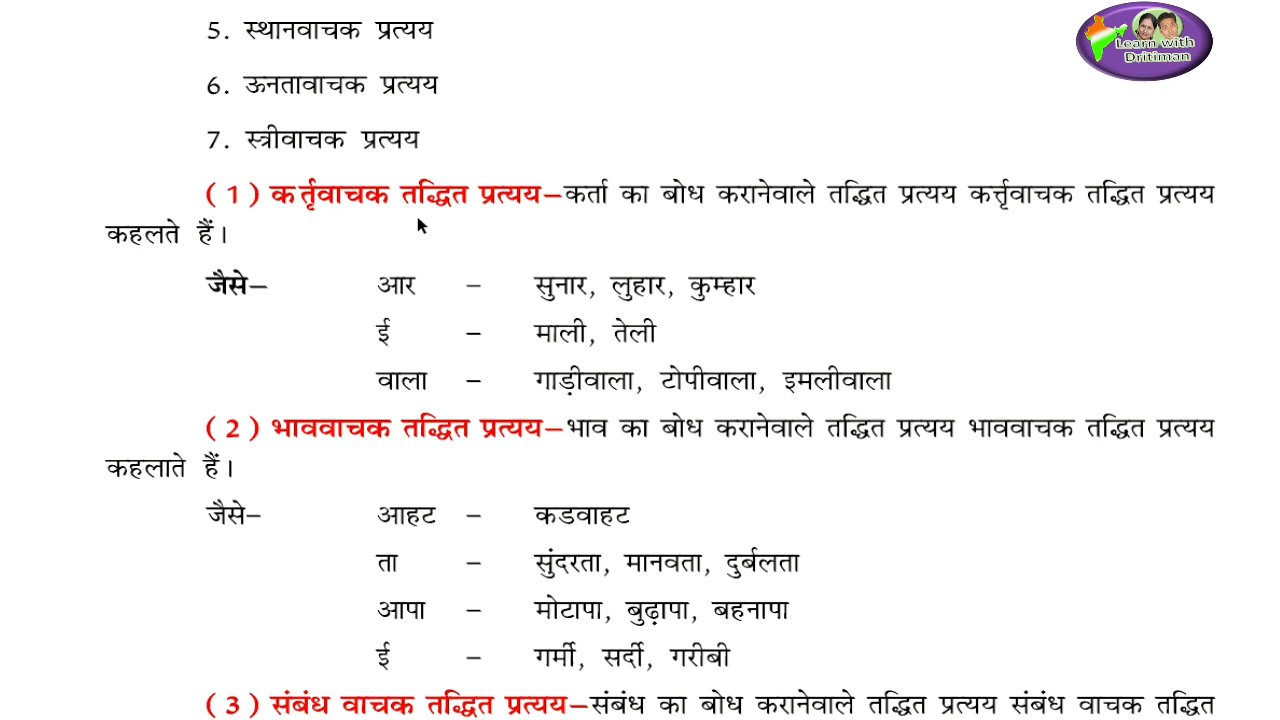 5. स्थानवाचक प्रत्यय
Learn with
Dritiman
6. ऊनतावाचक प्रत्यय
7. स्त्रीवाचक प्रत्यय
(1) कर्तृवाचक तद्धित प्रत्यय–कर्ता का बोध करानेवाले तद्धित प्रत्यय कर्त्तृवाचक तद्धित प्रत्यय
कहलते हैं।
जैसे– आर – सुनार, लुहार, कुम्हार
ई – माली, तेली
वाला – गाड़ीवाला, टोपीवाला, इमलीवाला
(2) भाववाचक तद्धित प्रत्यय–भाव का बोध करानेवाले तद्धित प्रत्यय भाववाचक तद्धित प्रत्यय
कहलाते हैं।
जैसे– आहट – कडवाहट
ता – सुंदरता, मानवता, दुर्बलता
आपा – मोटापा, बुढ़ापा, बहनापा
ई – गर्मी, सर्दी, गरीबी
(3) संबंध वाचक तद्धित प्रत्यय–संबंध का बोध करानेवाले तद्धित प्रत्यय संबंध वाचक तद्धित